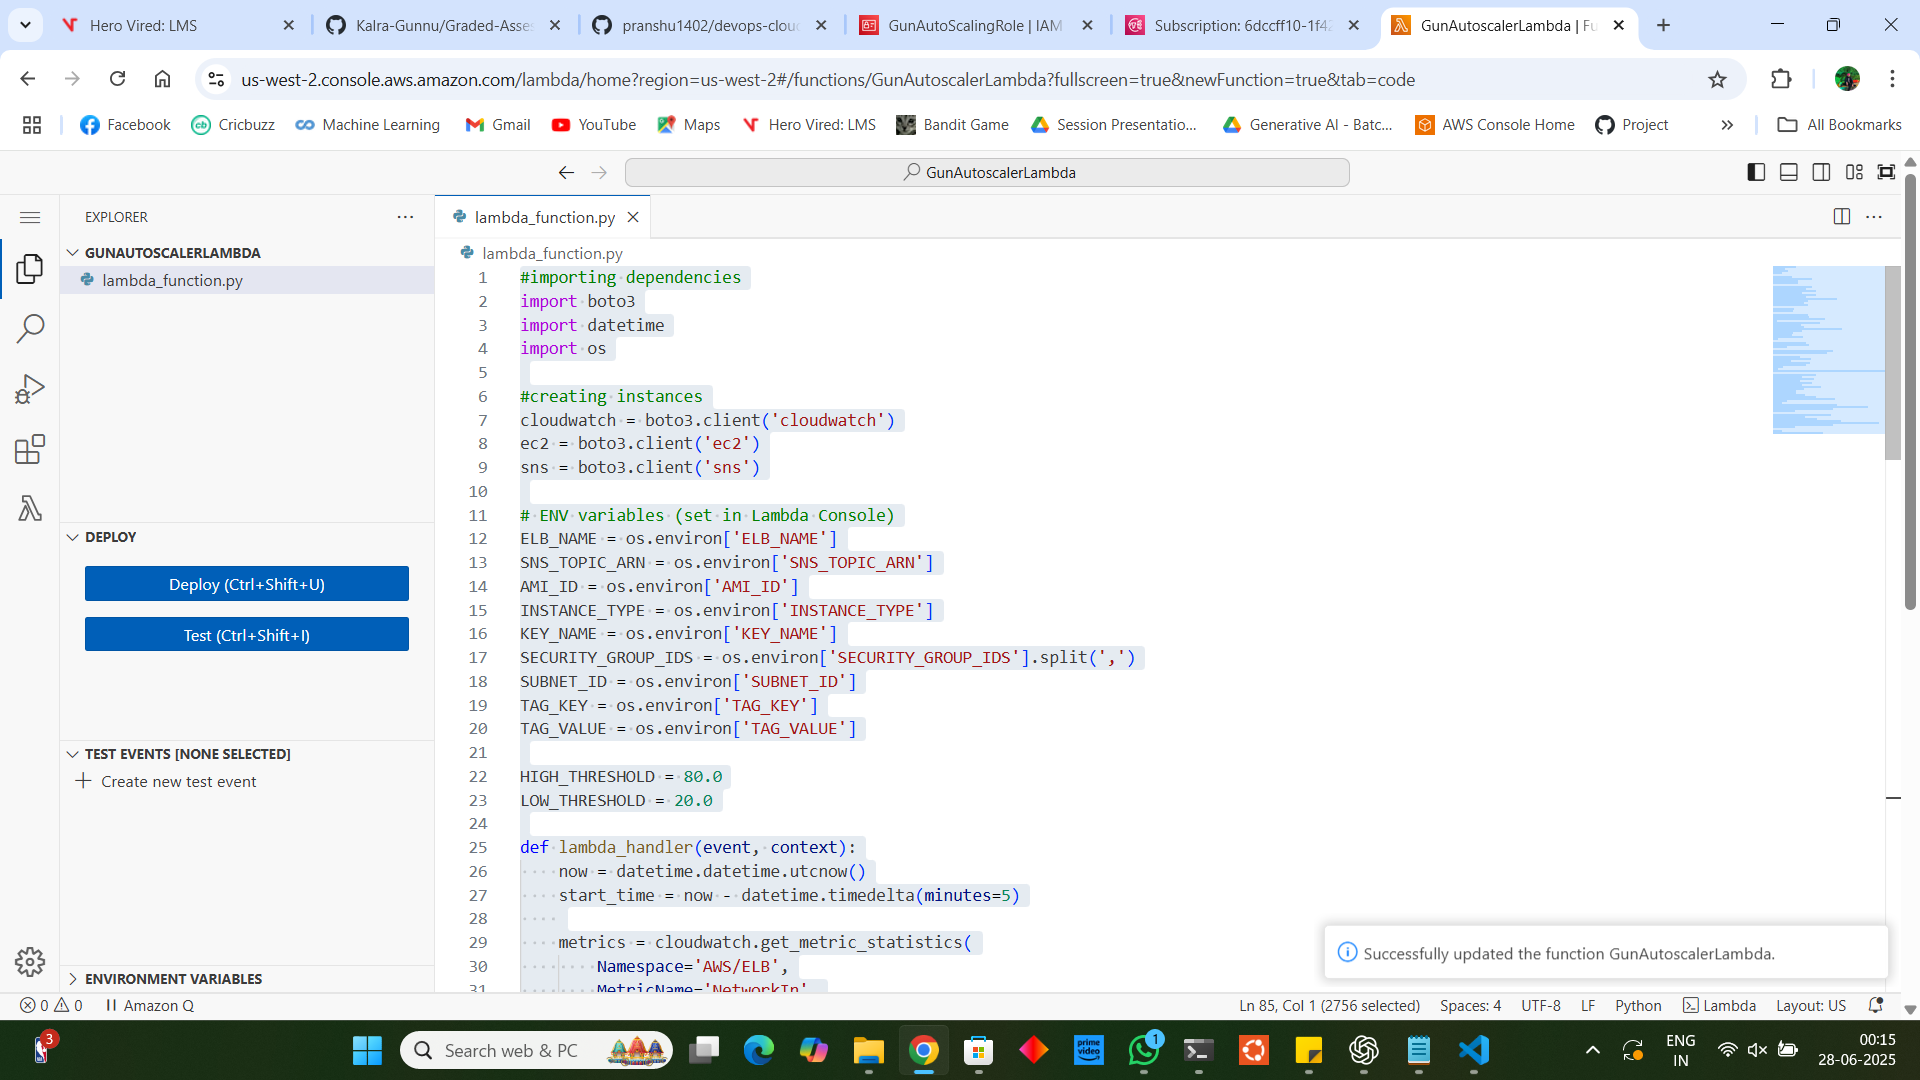 Hero Vired: LMS
Kalra-Gunnu/Graded-Asses
pranshu1402/devops-clou
GunAutoScalingRole | IAM
Subscription: 6dccff10-1f42
GunAutoscalerLambda | Fu
us-west-2.console.aws.amazon.com/lambda/home?region=us-west-2#/functions/GunAutoscalerLambda?fullscreen=true&newFunction=true&tab=code
Facebook
Cricbuzz
Machine Learning
Gmail
YouTube
Maps
Hero Vired: LMS
Bandit Game
Session Presentatio...
Generative AI - Batc...
AWS Console Home
Project
All Bookmarks
GunAutoscalerLambda
EXPLORER
GUNAUTOSCALERLAMBDA
lambda_function.py
DEPLOY
Deploy (Ctrl+Shift+U)
Test (Ctrl+Shift+I)
TEST EVENTS [NONE SELECTED]
Create new test event
ENVIRONMENT VARIABLES
lambda_function.py
lambda_function.py
1 #importing dependencies
2 import boto3
3 import datetime
4 import os
5
6 #creating instances
7 cloudwatch = boto3.client('cloudwatch')
8 ec2 = boto3.client('ec2')
9 sns = boto3.client('sns')
10
11 # ENV variables (set in Lambda Console)
12 ELB_NAME = os.environ['ELB_NAME']
13 SNS_TOPIC_ARN = os.environ['SNS_TOPIC_ARN']
14 AMI_ID = os.environ['AMI_ID']
15 INSTANCE_TYPE = os.environ['INSTANCE_TYPE']
16 KEY_NAME = os.environ['KEY_NAME']
17 SECURITY_GROUP_IDS = os.environ['SECURITY_GROUP_IDS'].split(',')
18 SUBNET_ID = os.environ['SUBNET_ID']
19 TAG_KEY = os.environ['TAG_KEY']
20 TAG_VALUE = os.environ['TAG_VALUE']
21
22 HIGH_THRESHOLD = 80.0
23 LOW_THRESHOLD = 20.0
24
25 def lambda_handler(event, context):
26     now = datetime.datetime.utcnow()
27     start_time = now - datetime.timedelta(minutes=5)
28
29     metrics = cloudwatch.get_metric_statistics(
30         Namespace='AWS/ELB',
31         MetricName='NetworkIn'
Successfully updated the function GunAutoscalerLambda.
0 0 Amazon Q
Ln 85, Col 1 (2756 selected)
Spaces: 4
UTF-8
LF
Python
Lambda
Layout: US
3
Search web & PC
prime video
1
ENG
IN
00:15
28-06-2025